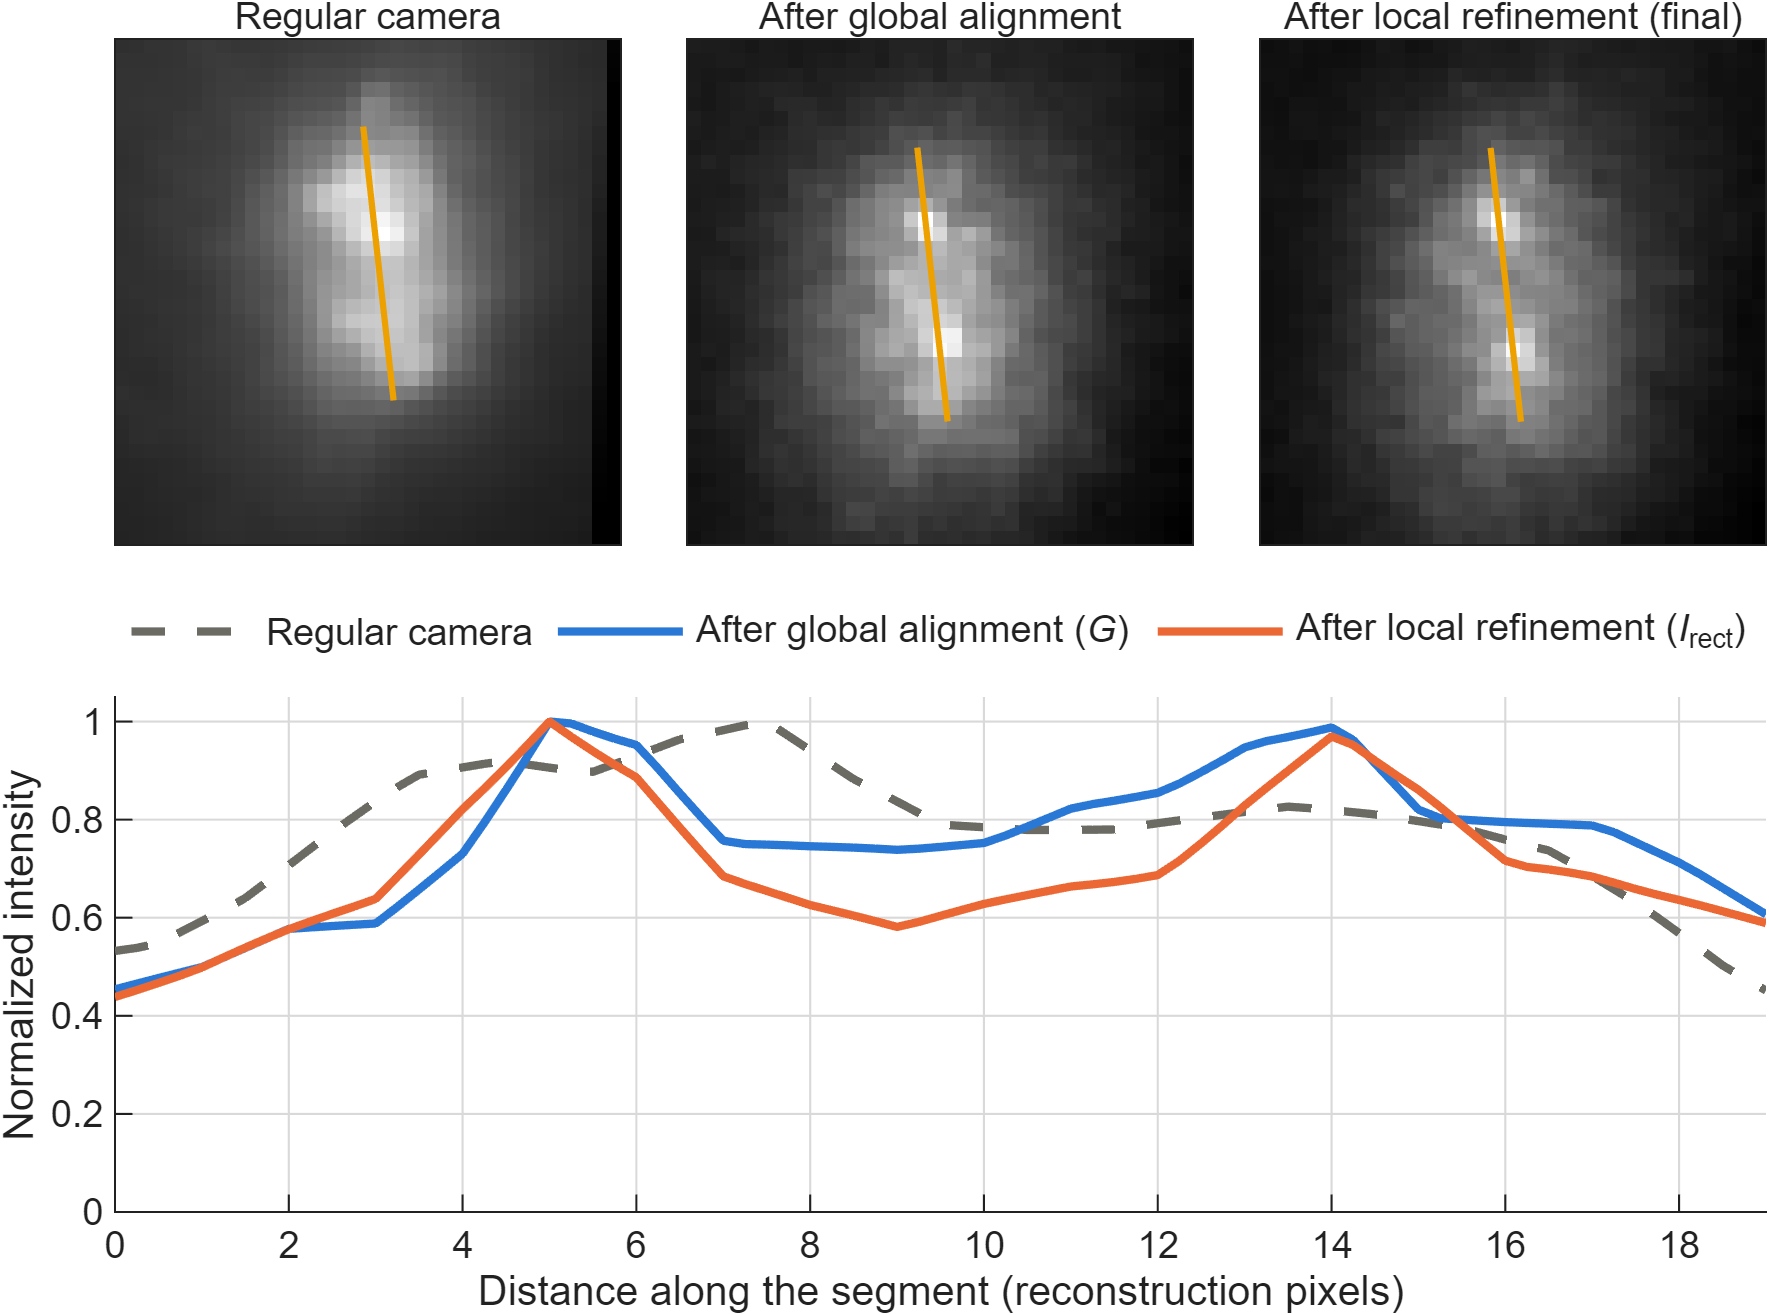 Regular camera
After global alignment
After local refinement (final)
Regular camera
After global alignment (G)
After local refinement (Irect)
Normalized intensity
1
0.8
0.6
0.4
0.2
0
0 2 4 6 8 10 12 14 16 18
Distance along the segment (reconstruction pixels)